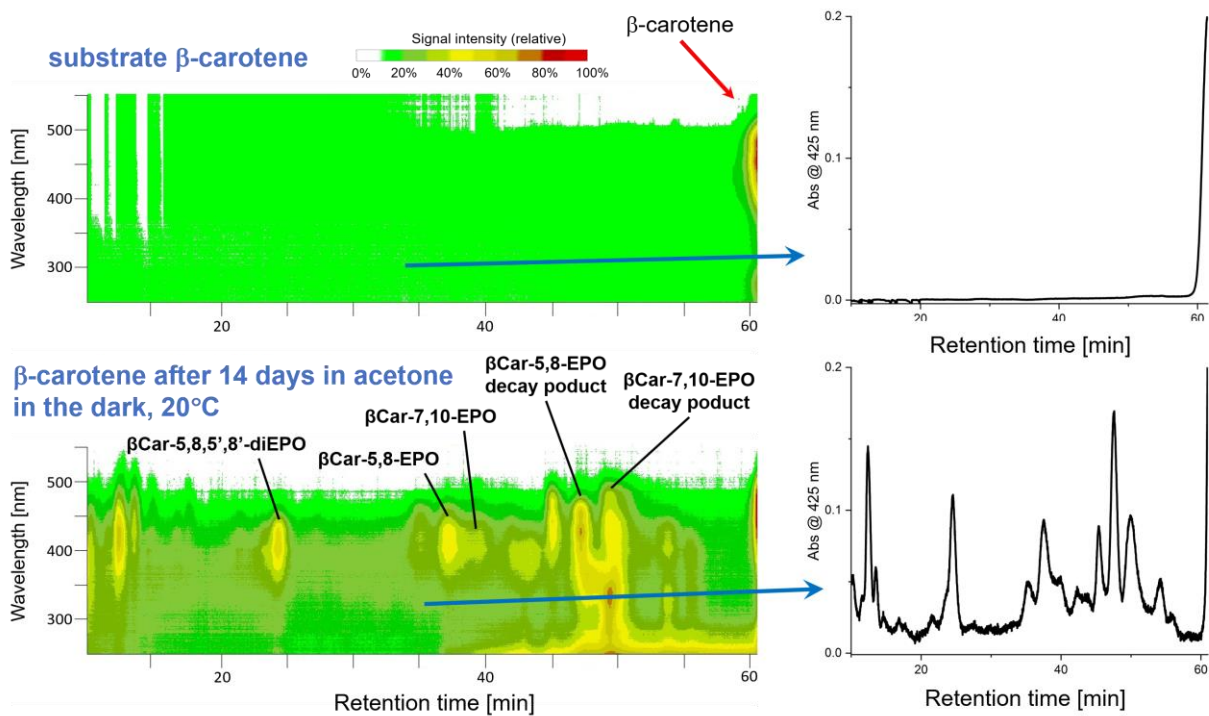 substrate β-carotene
Signal intensity (relative)
0% 20% 40% 60% 80% 100%
β-carotene
Wavelength [nm]
500
400
300
20 40 60
Abs @ 425 nm
0.2
0.1
0.0
20 40 60
Retention time [min]
β-carotene after 14 days in acetone
in the dark, 20°C
βCar-5,8,5’,8’-diEPO
βCar-5,8-EPO
βCar-7,10-EPO
βCar-5,8-EPO
decay poduct
βCar-7,10-EPO
decay poduct
Wavelength [nm]
500
400
300
20 40 60
Retention time [min]
Abs @ 425 nm
0.2
0.1
0.0
20 40 60
Retention time [min]